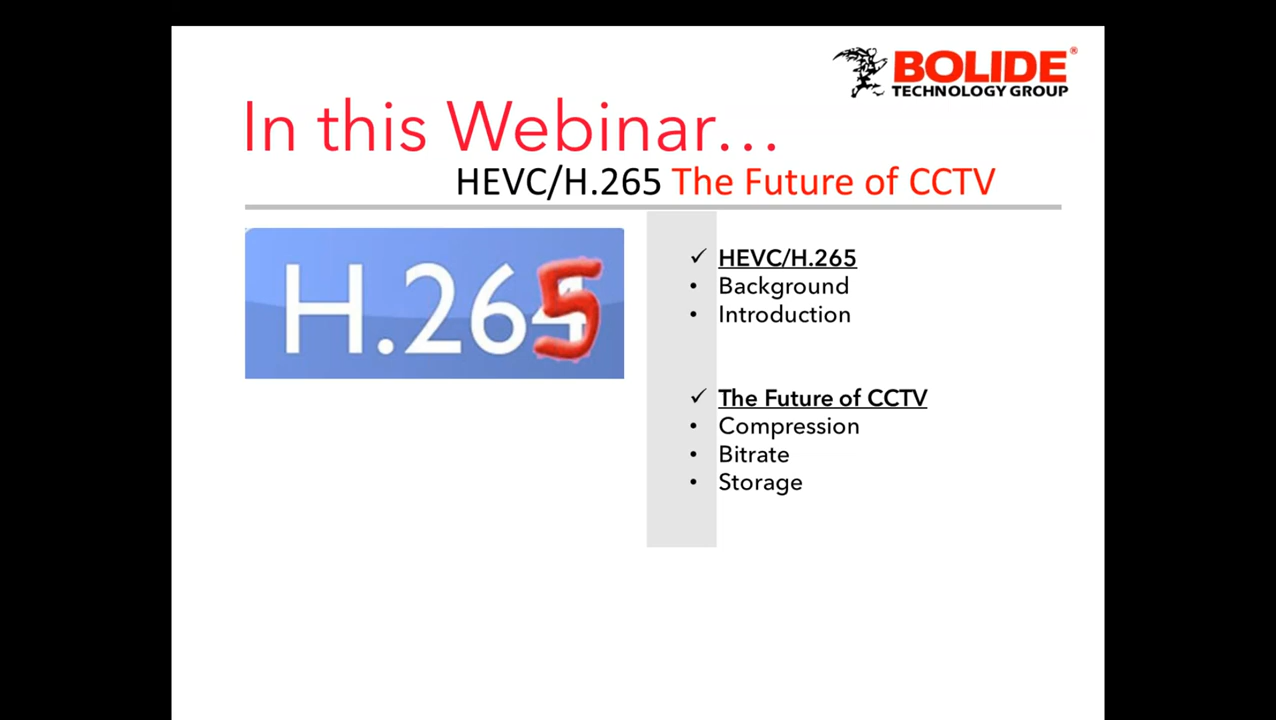 BOLIDE®
TECHNOLOGY GROUP
In this Webinar...
HEVC/H.265 The Future of CCTV
H.265
✓ HEVC/H.265
• Background
• Introduction
✓ The Future of CCTV
• Compression
• Bitrate
• Storage